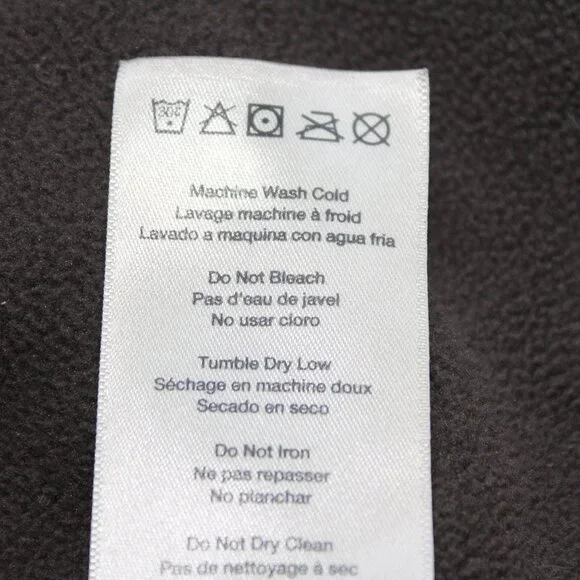 30c
Machine Wash Cold
Lavage machine à froid
Lavado a maquina con agua fria
Do Not Bleach
Pas d'eau de javel
No usar cloro
Tumble Dry Low
Séchage en machine doux
Secado en seco
Do Not Iron
Ne pas repasser
No planchar
Do Not Dry Clean
Pas de nettoyage à sec